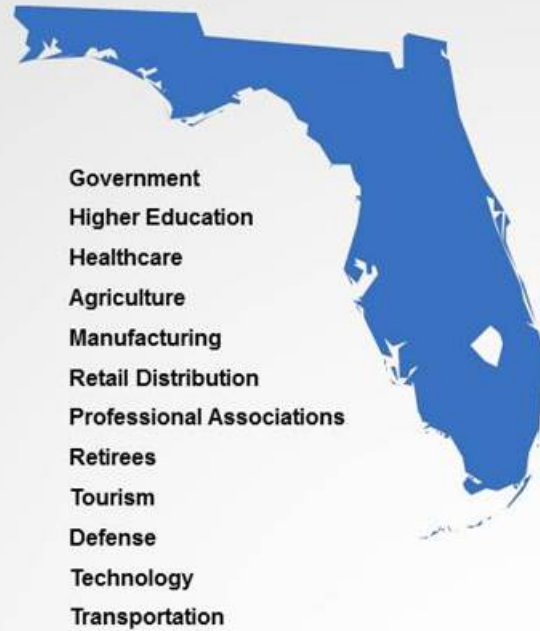 Government
Higher Education
Healthcare
Agriculture
Manufacturing
Retail Distribution
Professional Associations
Retirees
Tourism
Defense
Technology
Transportation